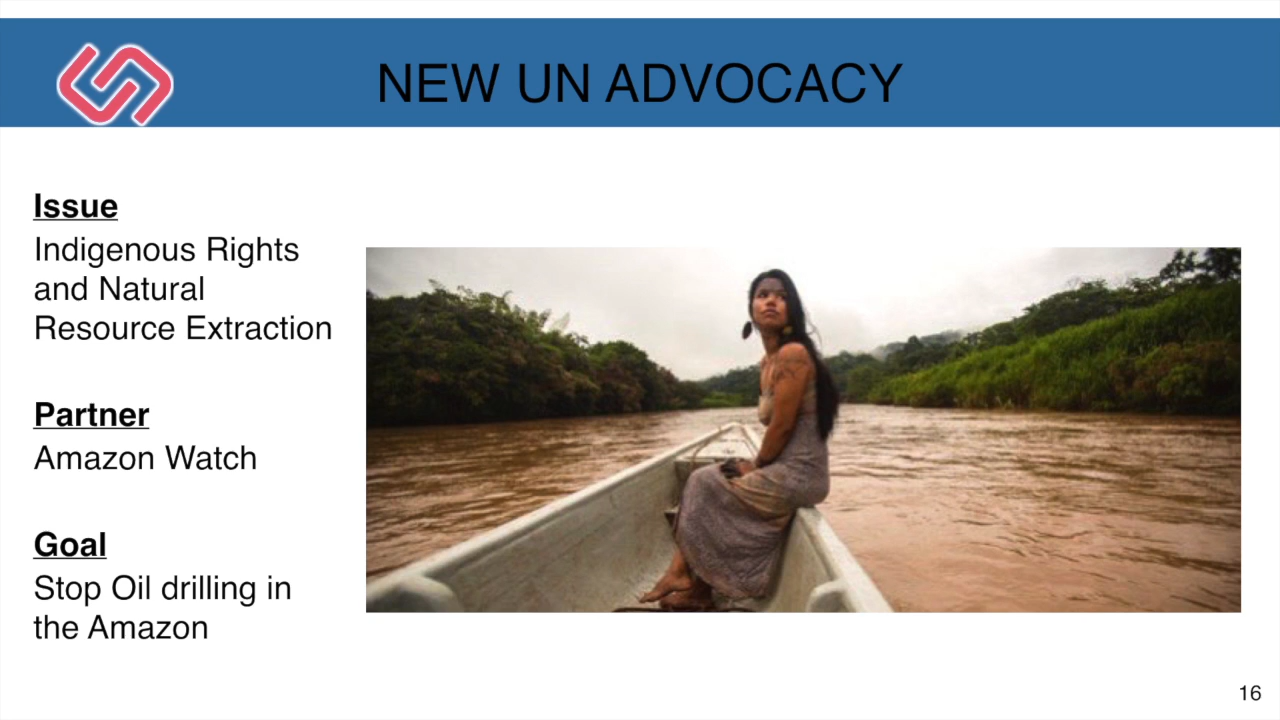 NEW UN ADVOCACY
Issue
Indigenous Rights
and Natural
Resource Extraction
Partner
Amazon Watch
Goal
Stop Oil drilling in
the Amazon
16